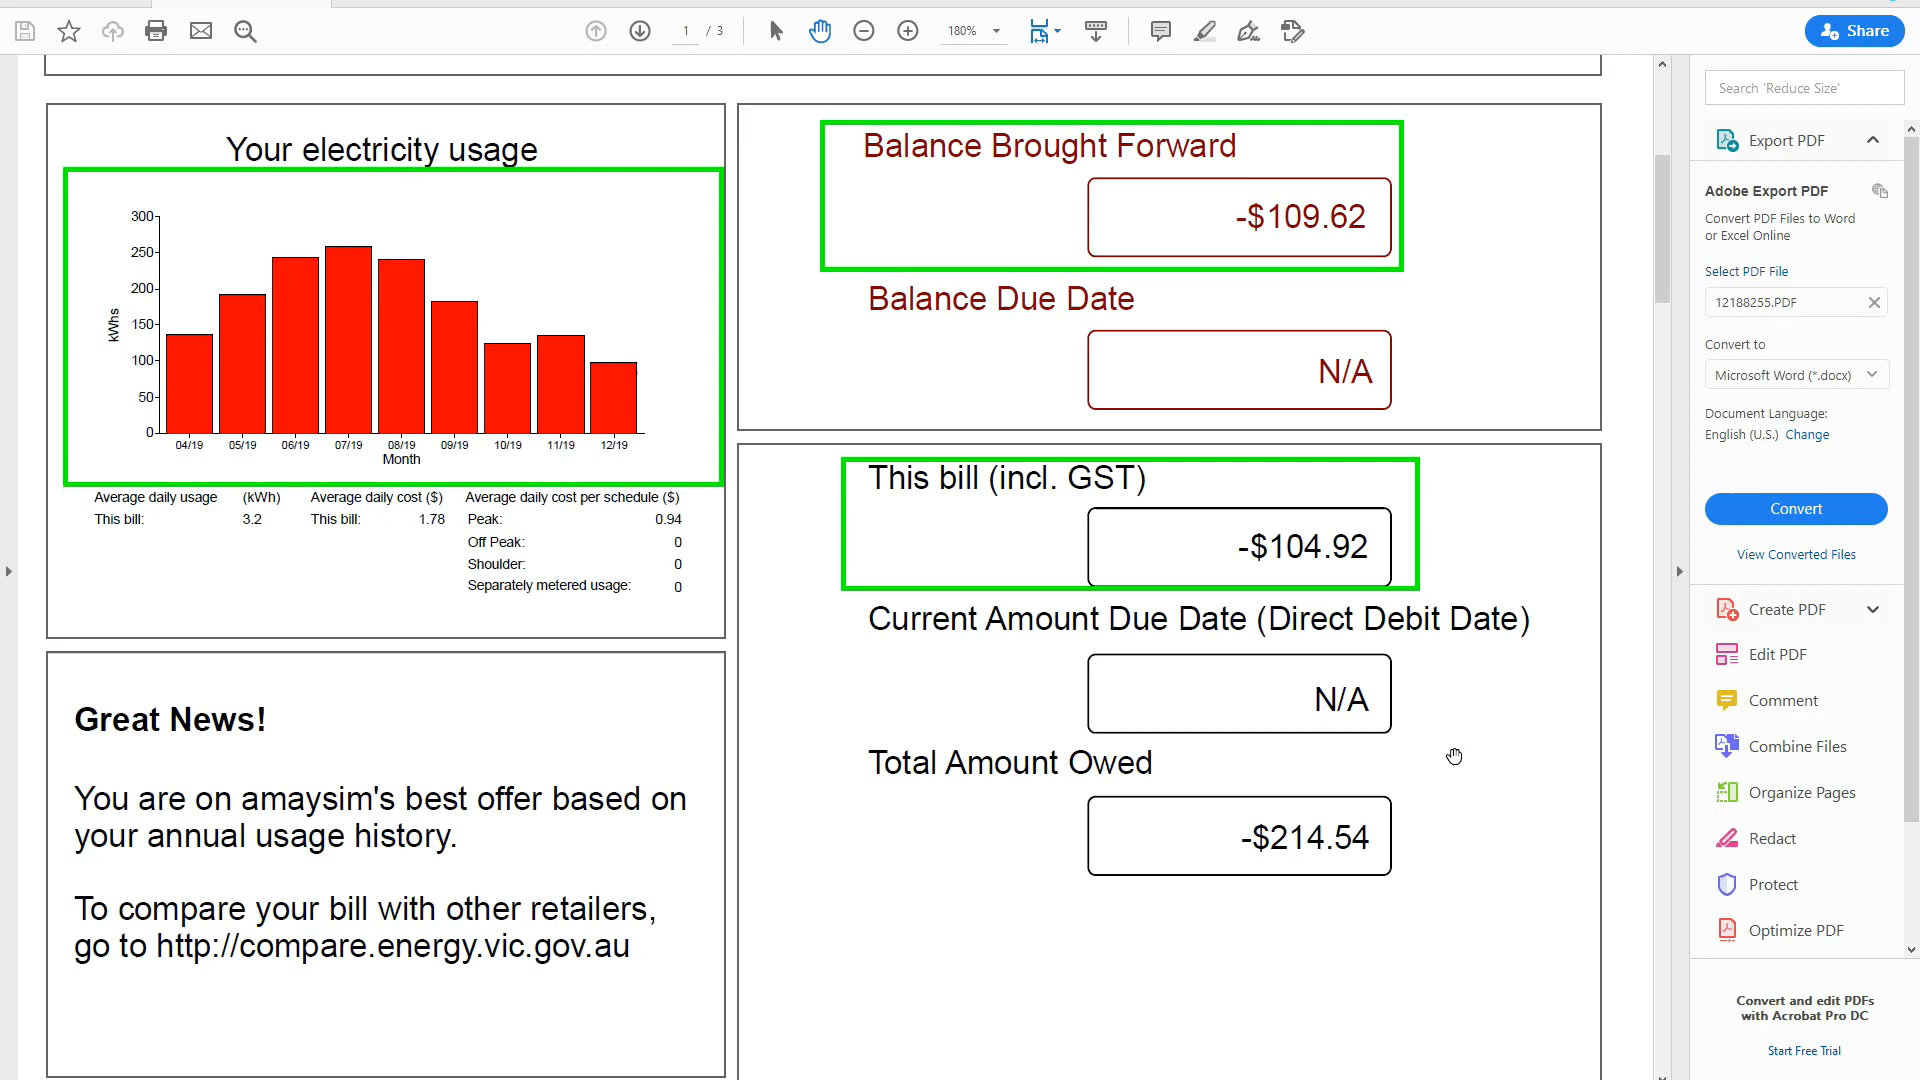 1 / 3
180%
Share
Your electricity usage
300
250
200
150
100
50
0
kWhs
04/19 05/19 06/19 07/19 08/19 09/19 10/19 11/19 12/19
Month
Average daily usage (kWh) Average daily cost ($) Average daily cost per schedule ($)
This bill: 3.2 This bill: 1.78 Peak: 0.94
Off Peak: 0
Shoulder: 0
Separately metered usage: 0
Great News!
You are on amaysim's best offer based on
your annual usage history.
To compare your bill with other retailers,
go to http://compare.energy.vic.gov.au
Balance Brought Forward
-$109.62
Balance Due Date
N/A
This bill (incl. GST)
-$104.92
Current Amount Due Date (Direct Debit Date)
N/A
Total Amount Owed
-$214.54
Search 'Reduce Size'
Export PDF
Adobe Export PDF
Convert PDF Files to Word
or Excel Online
Select PDF File
12188255.PDF
Convert to
Microsoft Word (*.docx)
Document Language:
English (U.S.) Change
Convert
View Converted Files
Create PDF
Edit PDF
Comment
Combine Files
Organize Pages
Redact
Protect
Optimize PDF
Convert and edit PDFs
with Acrobat Pro DC
Start Free Trial